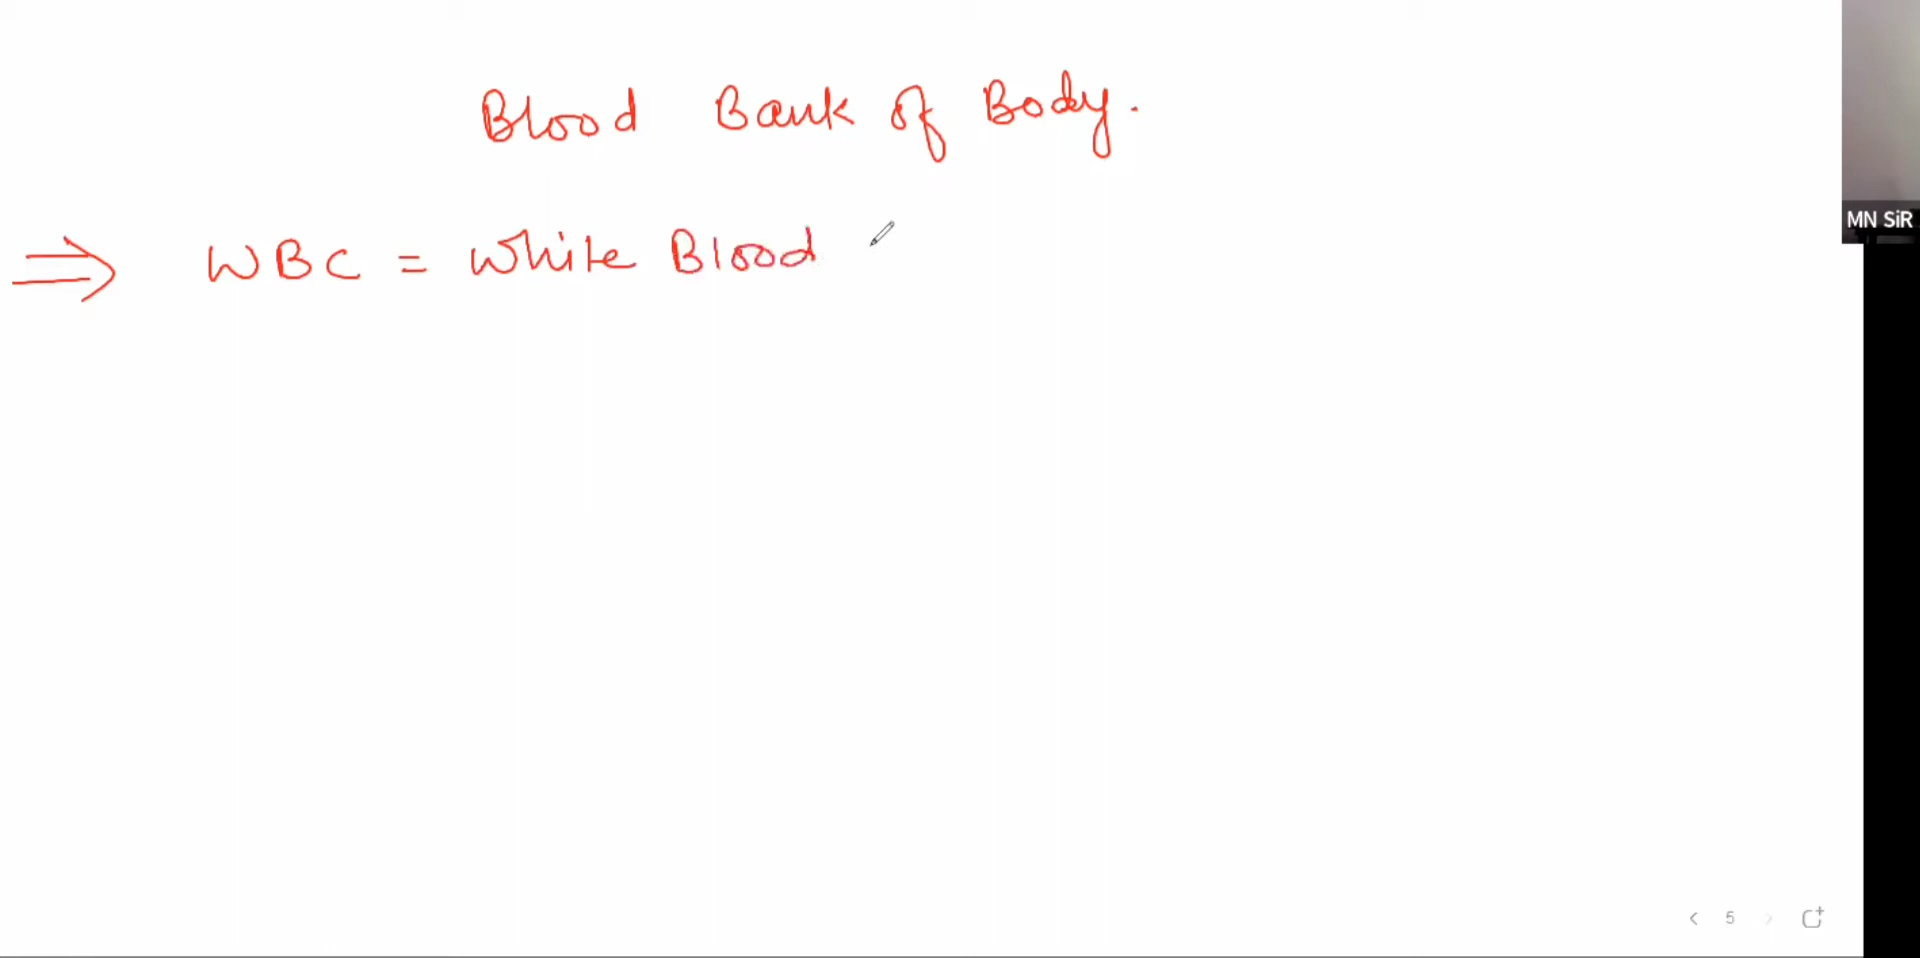 Blood Bank of Body.
⇒ WBC = White Blood
MN SiR
< 5 >